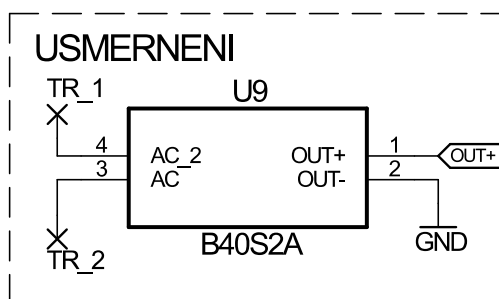 USMERNENI
TR_1
U9
4 AC_2 OUT+ 1 OUT+
3 AC OUT- 2
TR_2
B40S2A
GND